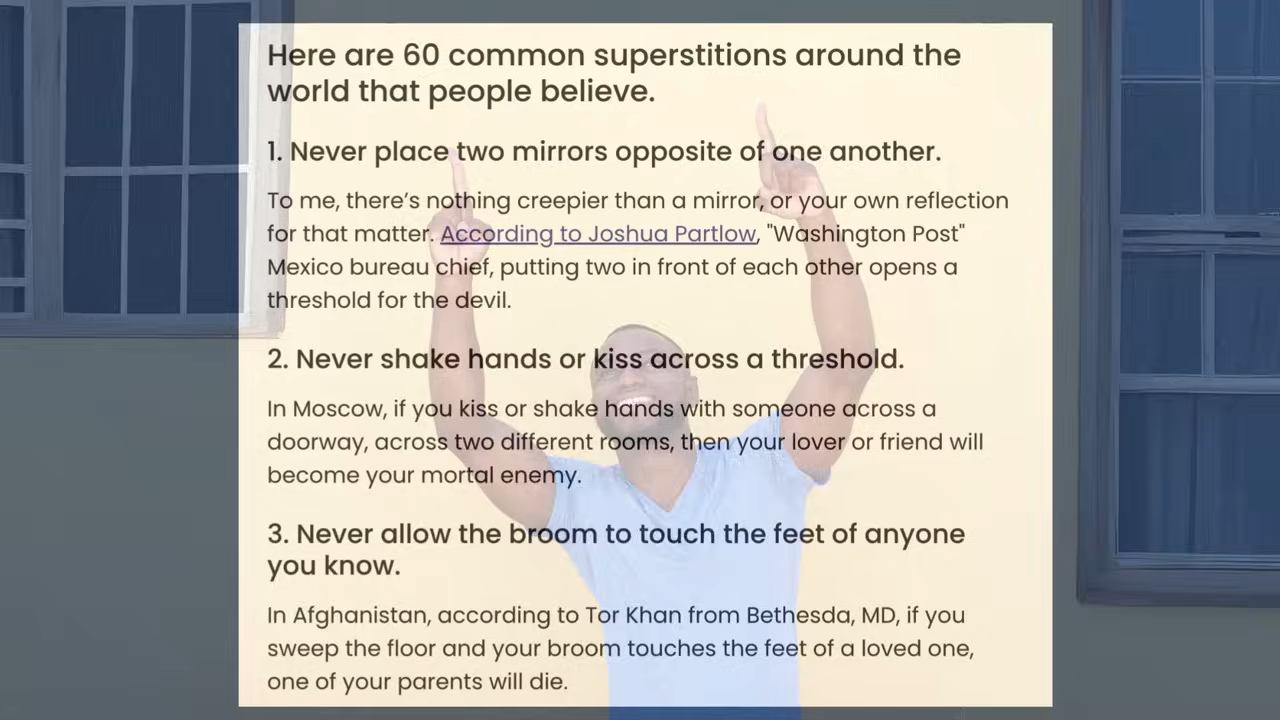 Here are 60 common superstitions around the
world that people believe.
1. Never place two mirrors opposite of one another.
To me, there’s nothing creepier than a mirror, or your own reflection
for that matter. According to Joshua Partlow, "Washington Post"
Mexico bureau chief, putting two in front of each other opens a
threshold for the devil.
2. Never shake hands or kiss across a threshold.
In Moscow, if you kiss or shake hands with someone across a
doorway, across two different rooms, then your lover or friend will
become your mortal enemy.
3. Never allow the broom to touch the feet of anyone
you know.
In Afghanistan, according to Tor Khan from Bethesda, MD, if you
sweep the floor and your broom touches the feet of a loved one,
one of your parents will die.